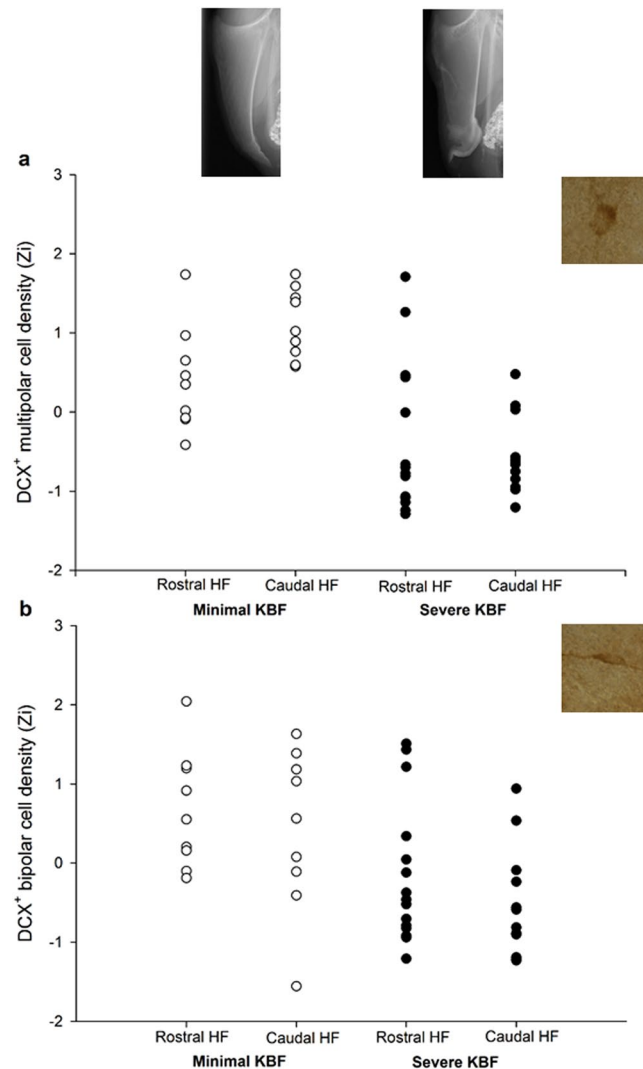 a
3
2
1
0
-1
-2
DCX+ multipolar cell density (Zi)
Rostral HF Caudal HF Rostral HF Caudal HF
Minimal KBF Severe KBF
b
3
2
1
0
-1
-2
DCX+ bipolar cell density (Zi)
Rostral HF Caudal HF Rostral HF Caudal HF
Minimal KBF Severe KBF